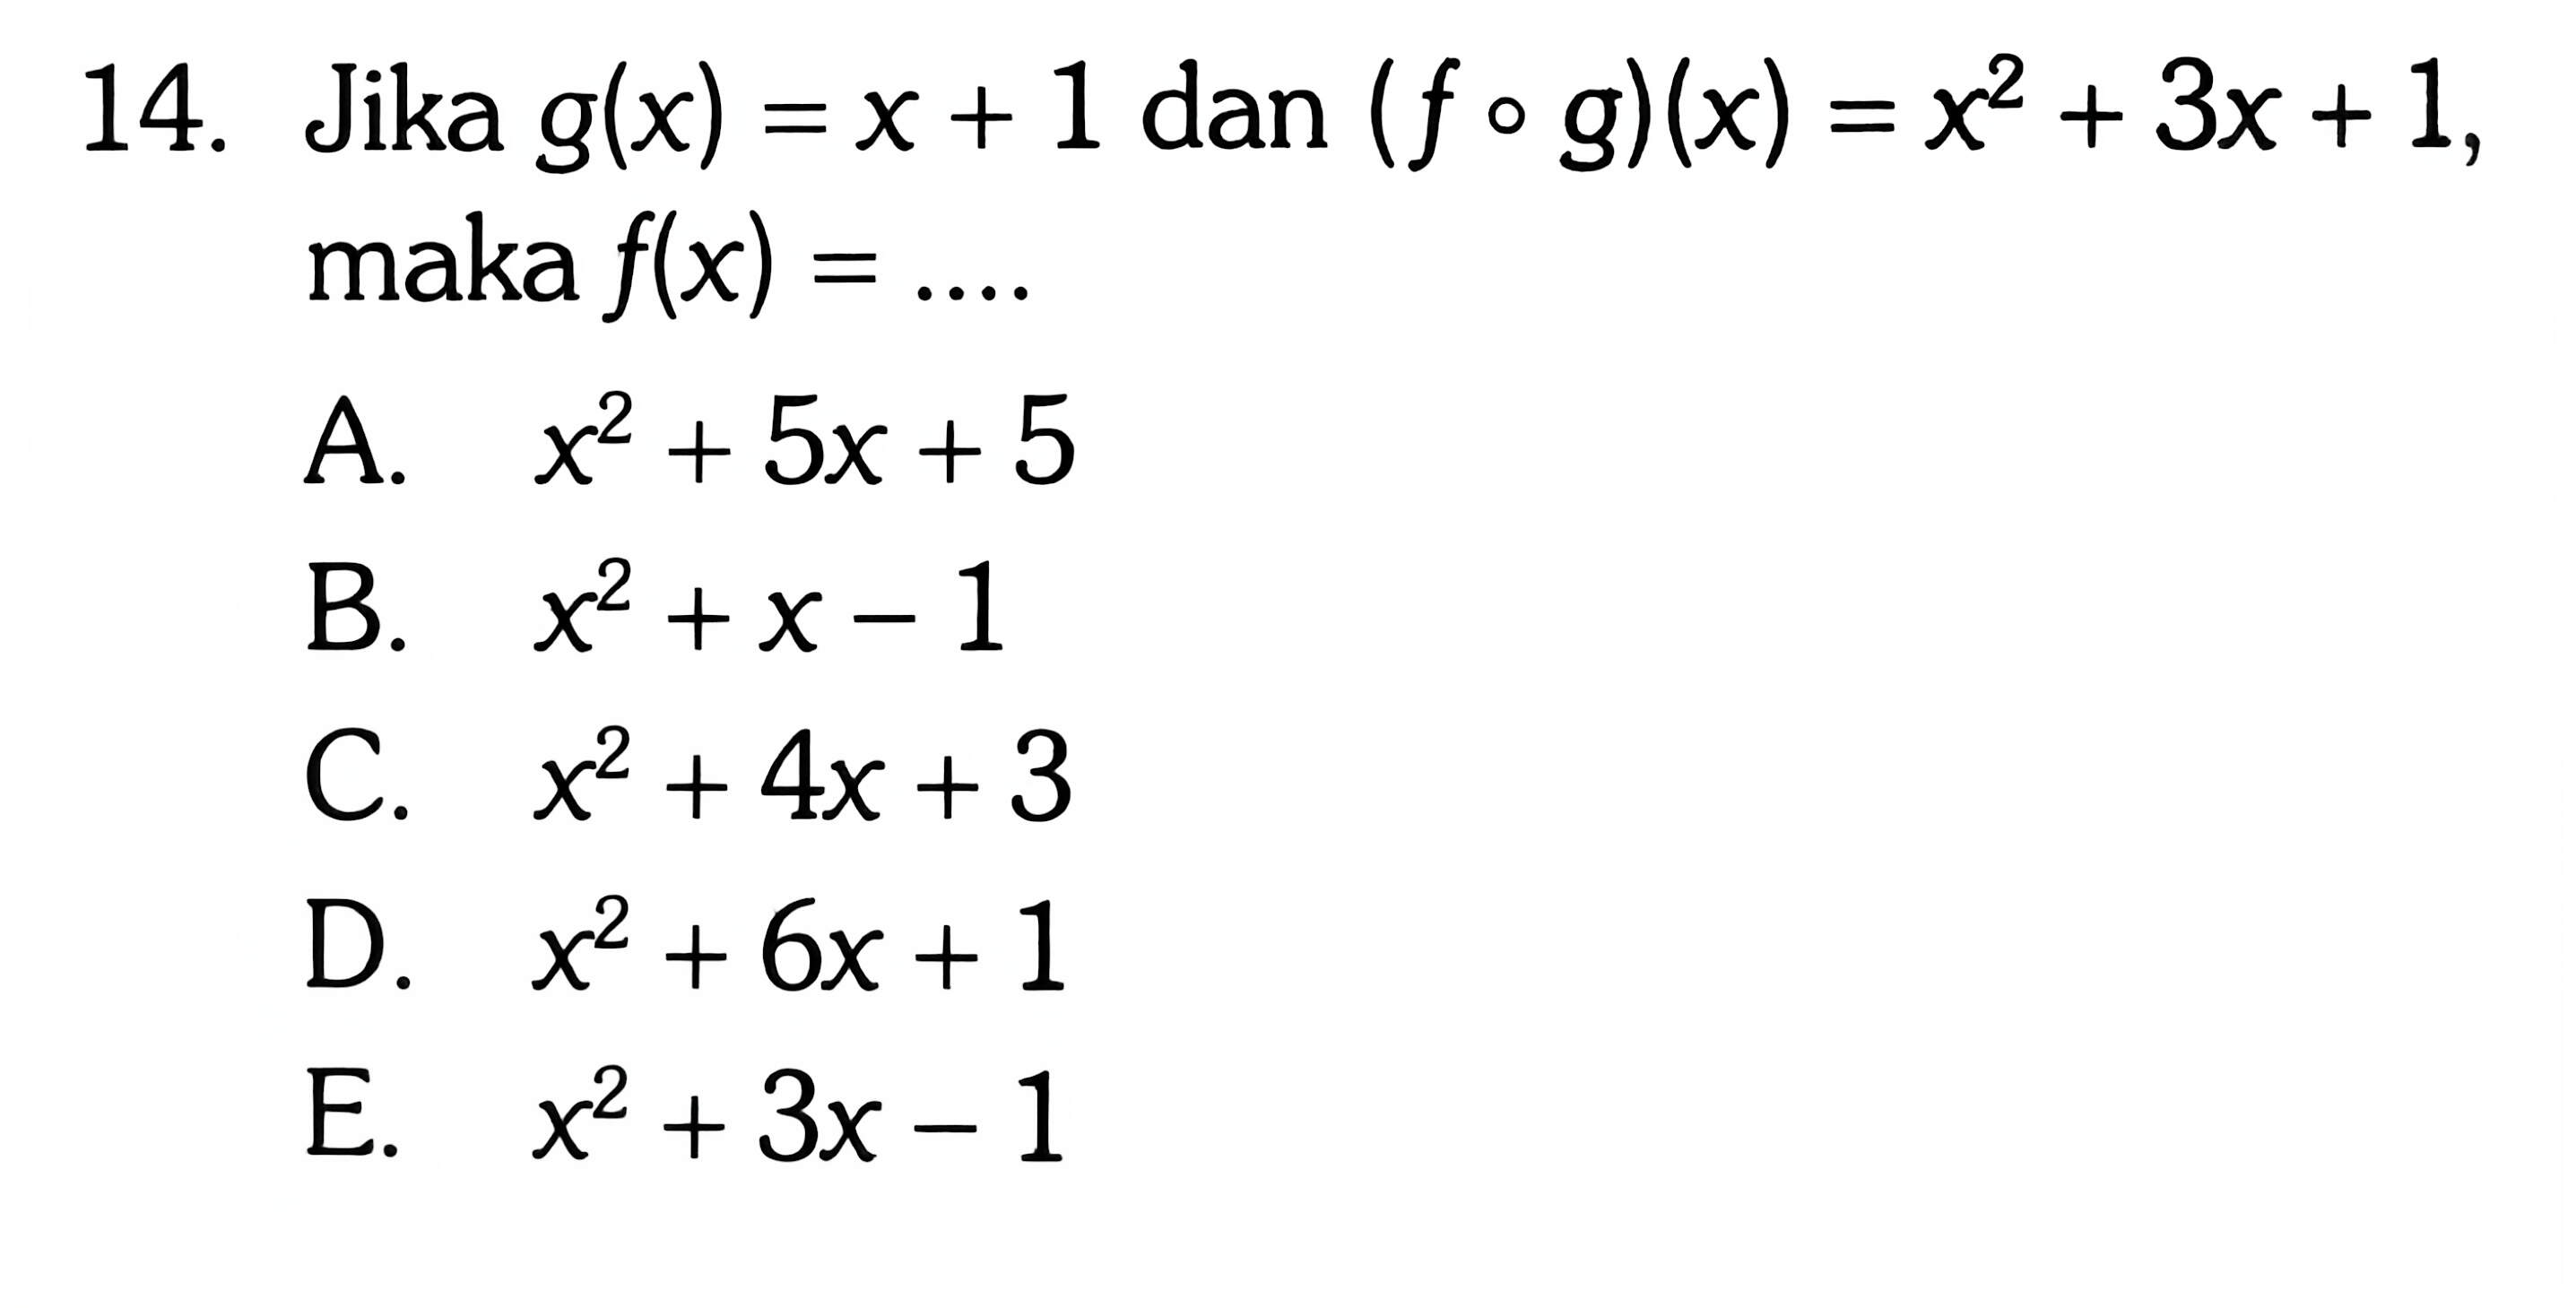 14. Jika g(x) = x + 1 dan (f ∘ g)(x) = x² + 3x + 1,
maka f(x) = ....
A. x² + 5x + 5
B. x² + x – 1
C. x² + 4x + 3
D. x² + 6x + 1
E. x² + 3x – 1